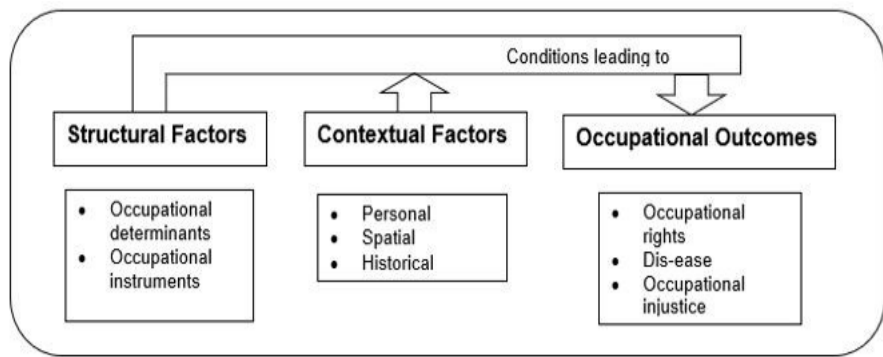 Conditions leading to
Structural Factors
Contextual Factors
Occupational Outcomes
• Occupational
determinants
• Occupational
instruments
• Personal
• Spatial
• Historical
• Occupational
rights
• Dis-ease
• Occupational
injustice